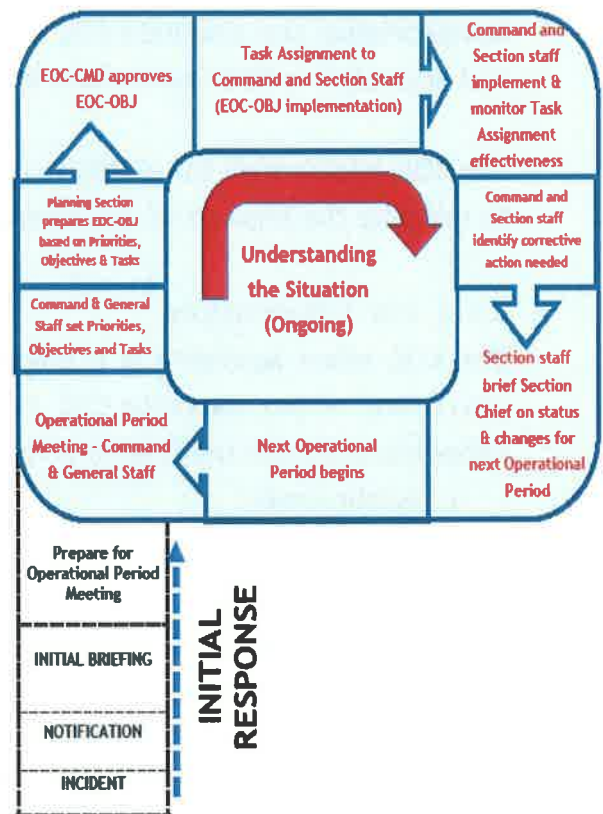 EOC-CMD approves
EOC-OBJ
Task Assignment to
Command and Section Staff
(EOC-OBJ implementation)
Command and
Section staff
implement &
monitor Task
Assignment
effectiveness
Planning Section
prepares EOC-OBJ
based on Priorities,
Objectives & Tasks
Command and
Section staff
identify corrective
action needed
Understanding
the Situation
(Ongoing)
Command & General
Staff set Priorities,
Objectives and Tasks
Section staff
brief Section
Chief on status
& changes for
next Operational
Period
Operational Period
Meeting - Command
& General Staff
Next Operational
Period begins
Prepare for
Operational Period
Meeting
INITIAL BRIEFING
NOTIFICATION
INCIDENT
INITIAL
RESPONSE